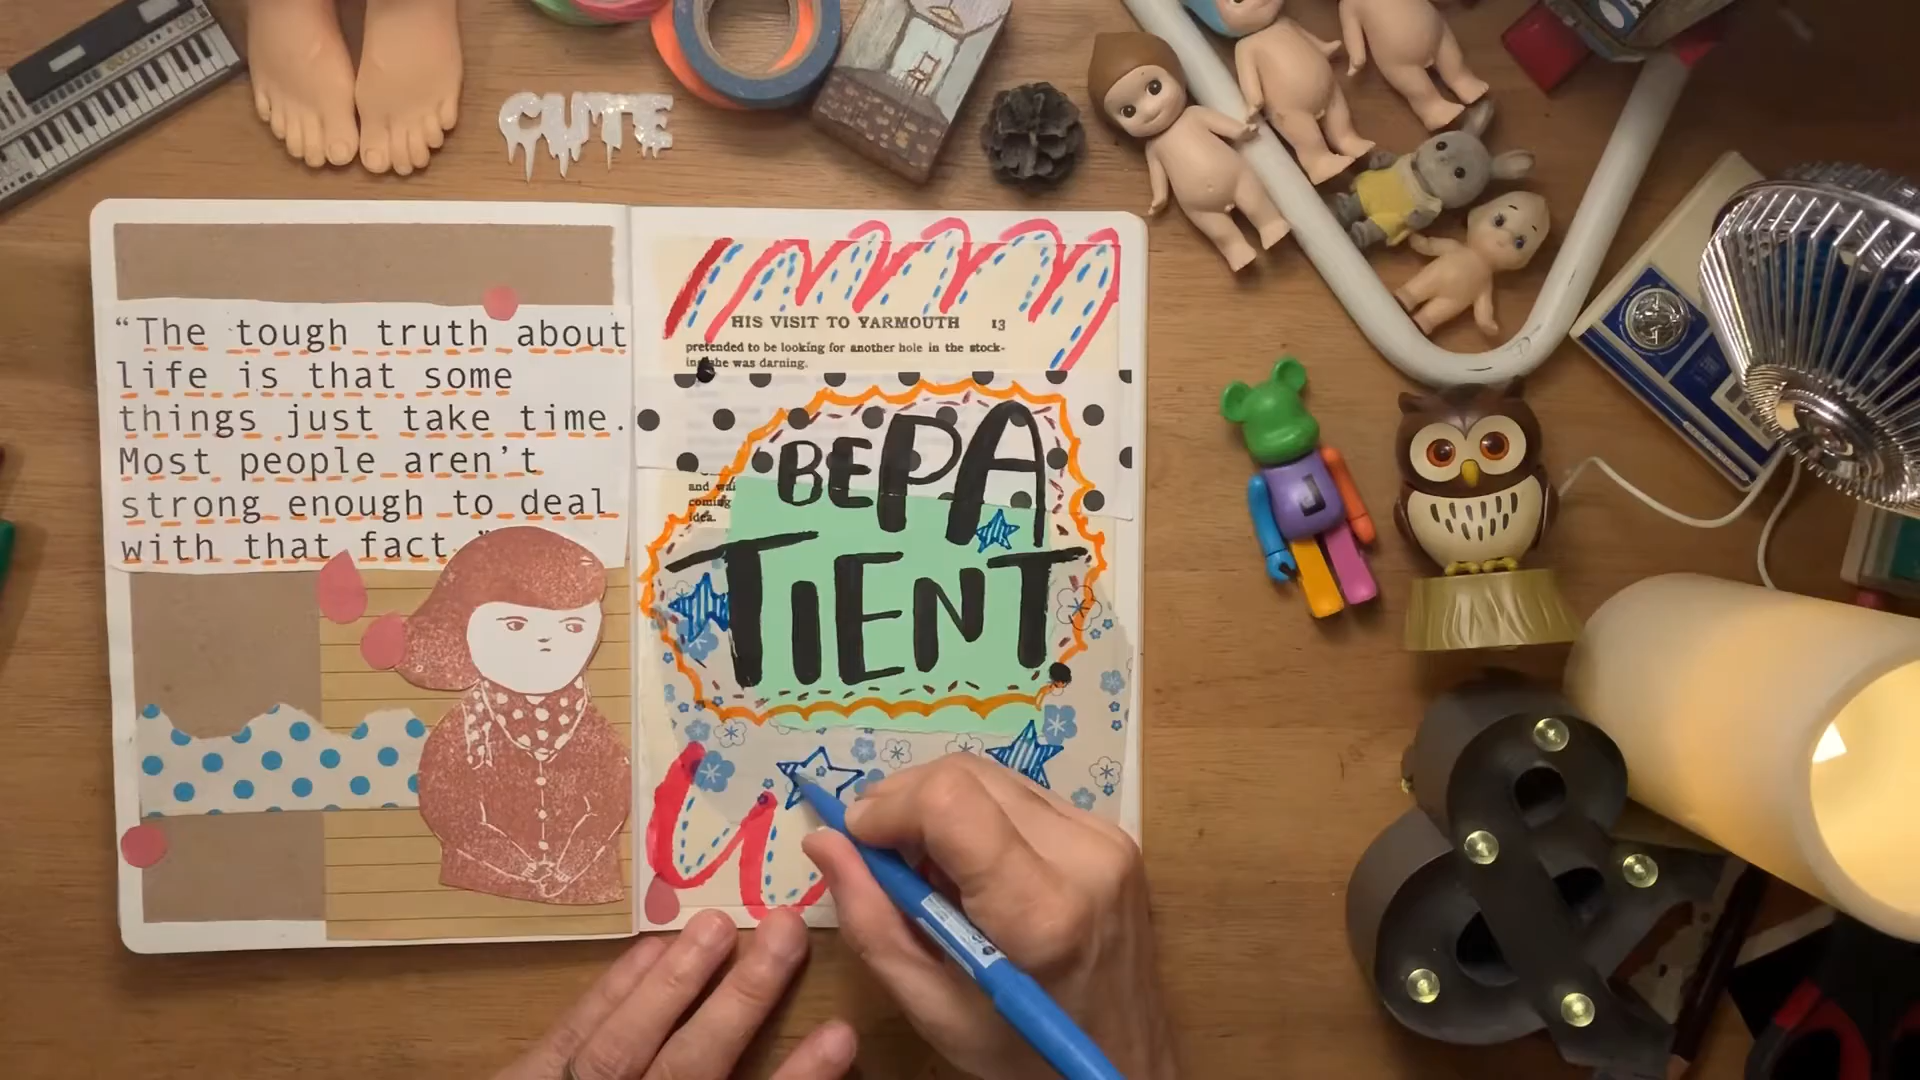 CUTE
“The tough truth about
life is that some
things just take time.
Most people aren’t
strong enough to deal
with that fact.”
HIS VISIT TO YARMOUTH 13
pretended to be looking for another hole in the stock-
ing she was darning.
and wai
coming
idea.
BE PA
TIENT.
J